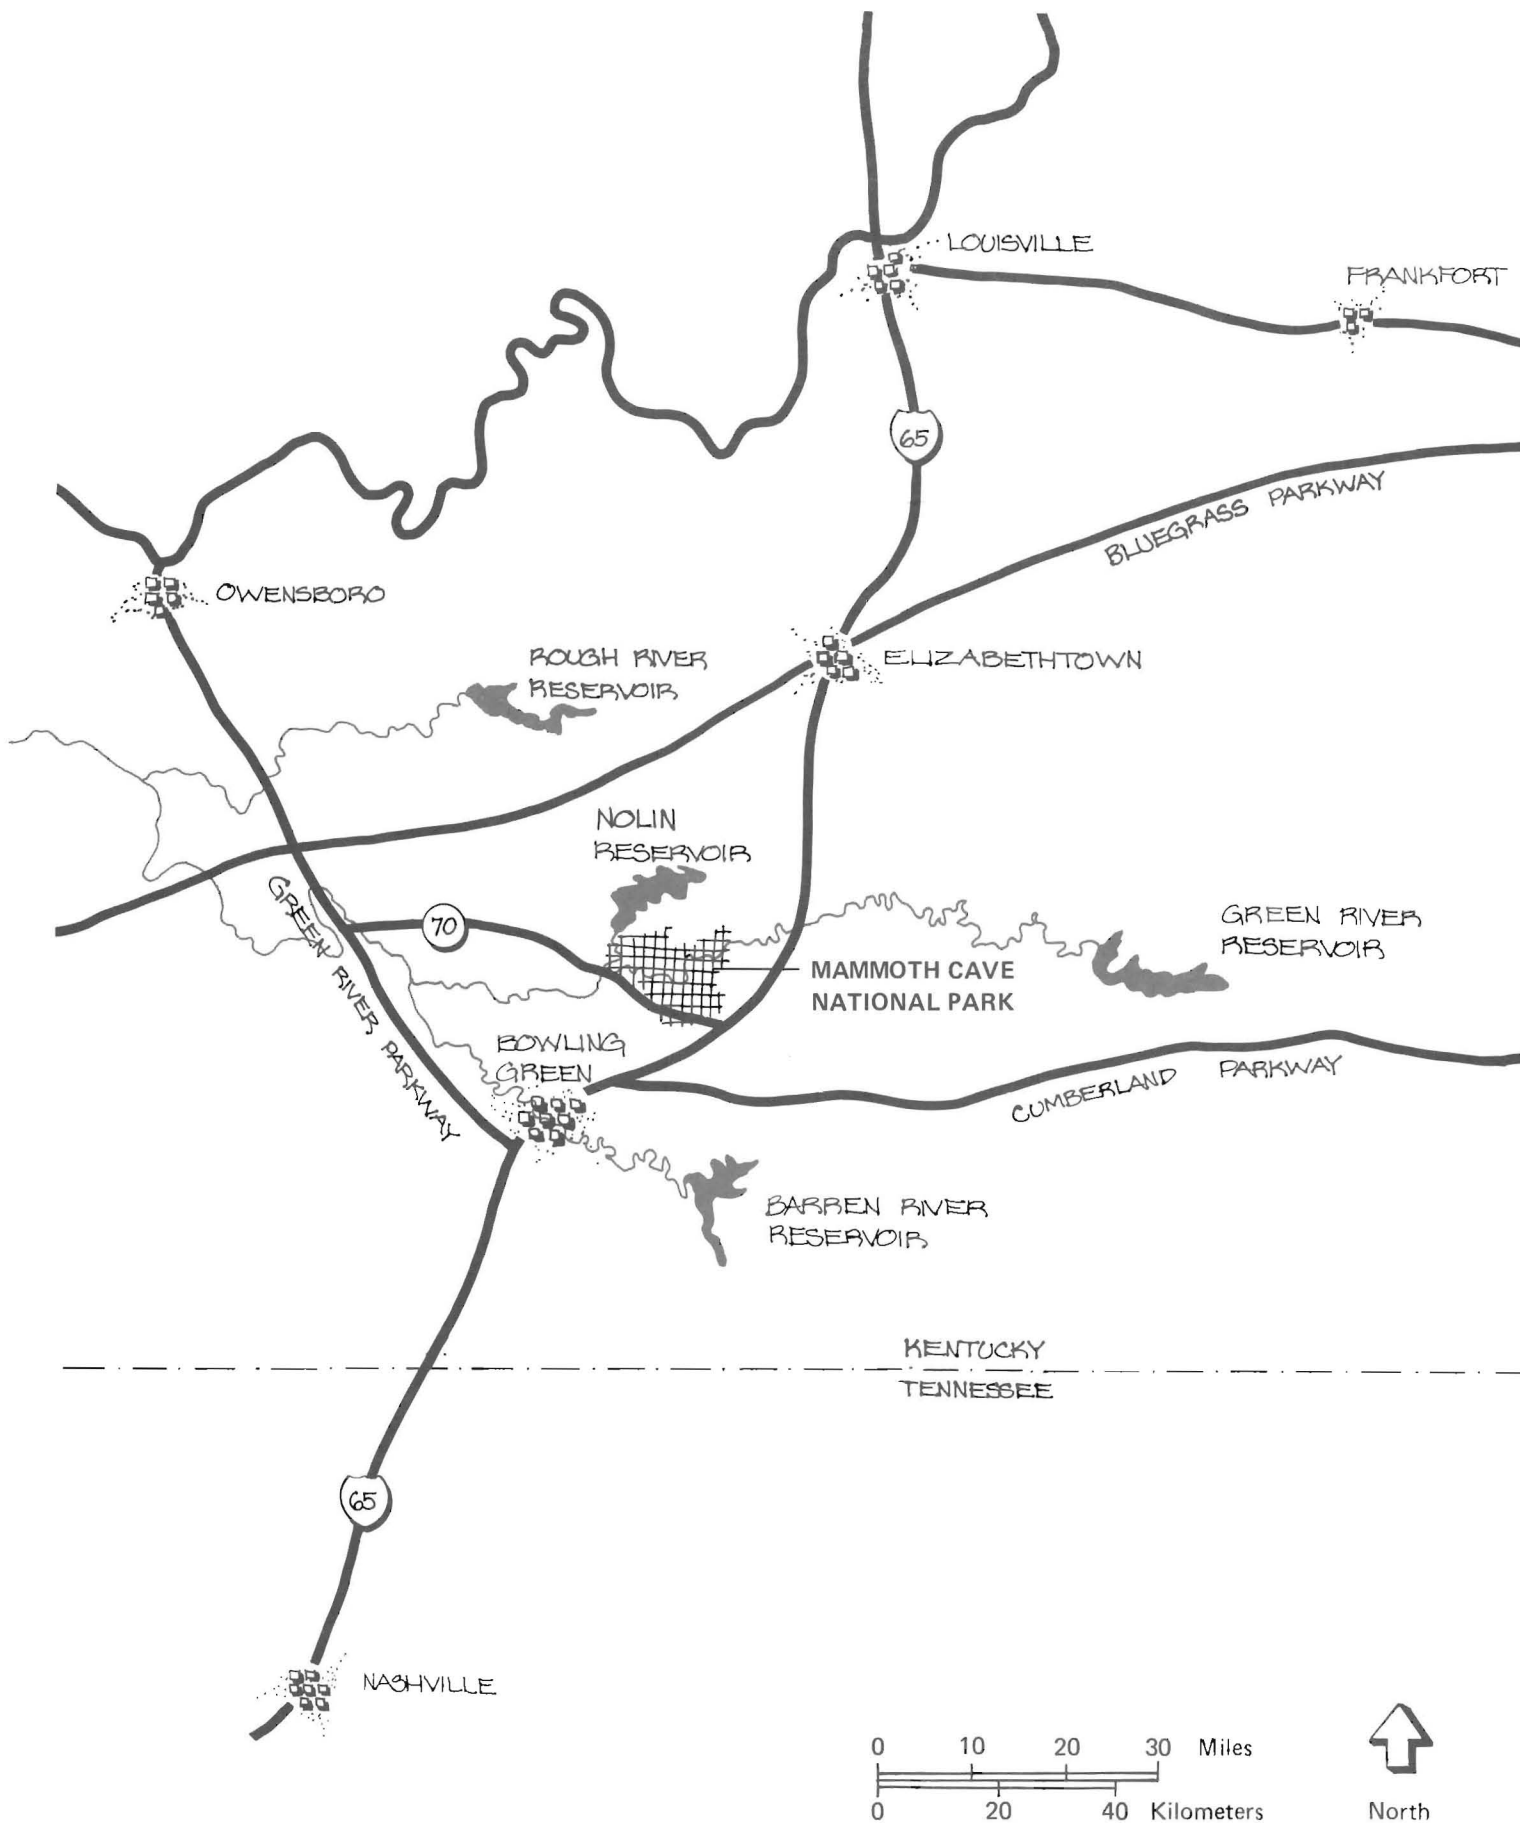 LOUISVILLE
FRANKFORT
65
BLUEGRASS PARKWAY
OWENSBORO
ELIZABETHTOWN
ROUGH RIVER
RESERVOIR
NOLIN
RESERVOIR
GREEN RIVER PARKWAY
70
GREEN RIVER
RESERVOIR
MAMMOTH CAVE
NATIONAL PARK
BOWLING
GREEN
CUMBERLAND PARKWAY
BARREN RIVER
RESERVOIR
KENTUCKY
TENNESSEE
65
NASHVILLE
0 10 20 30 Miles
0 20 40 Kilometers
North